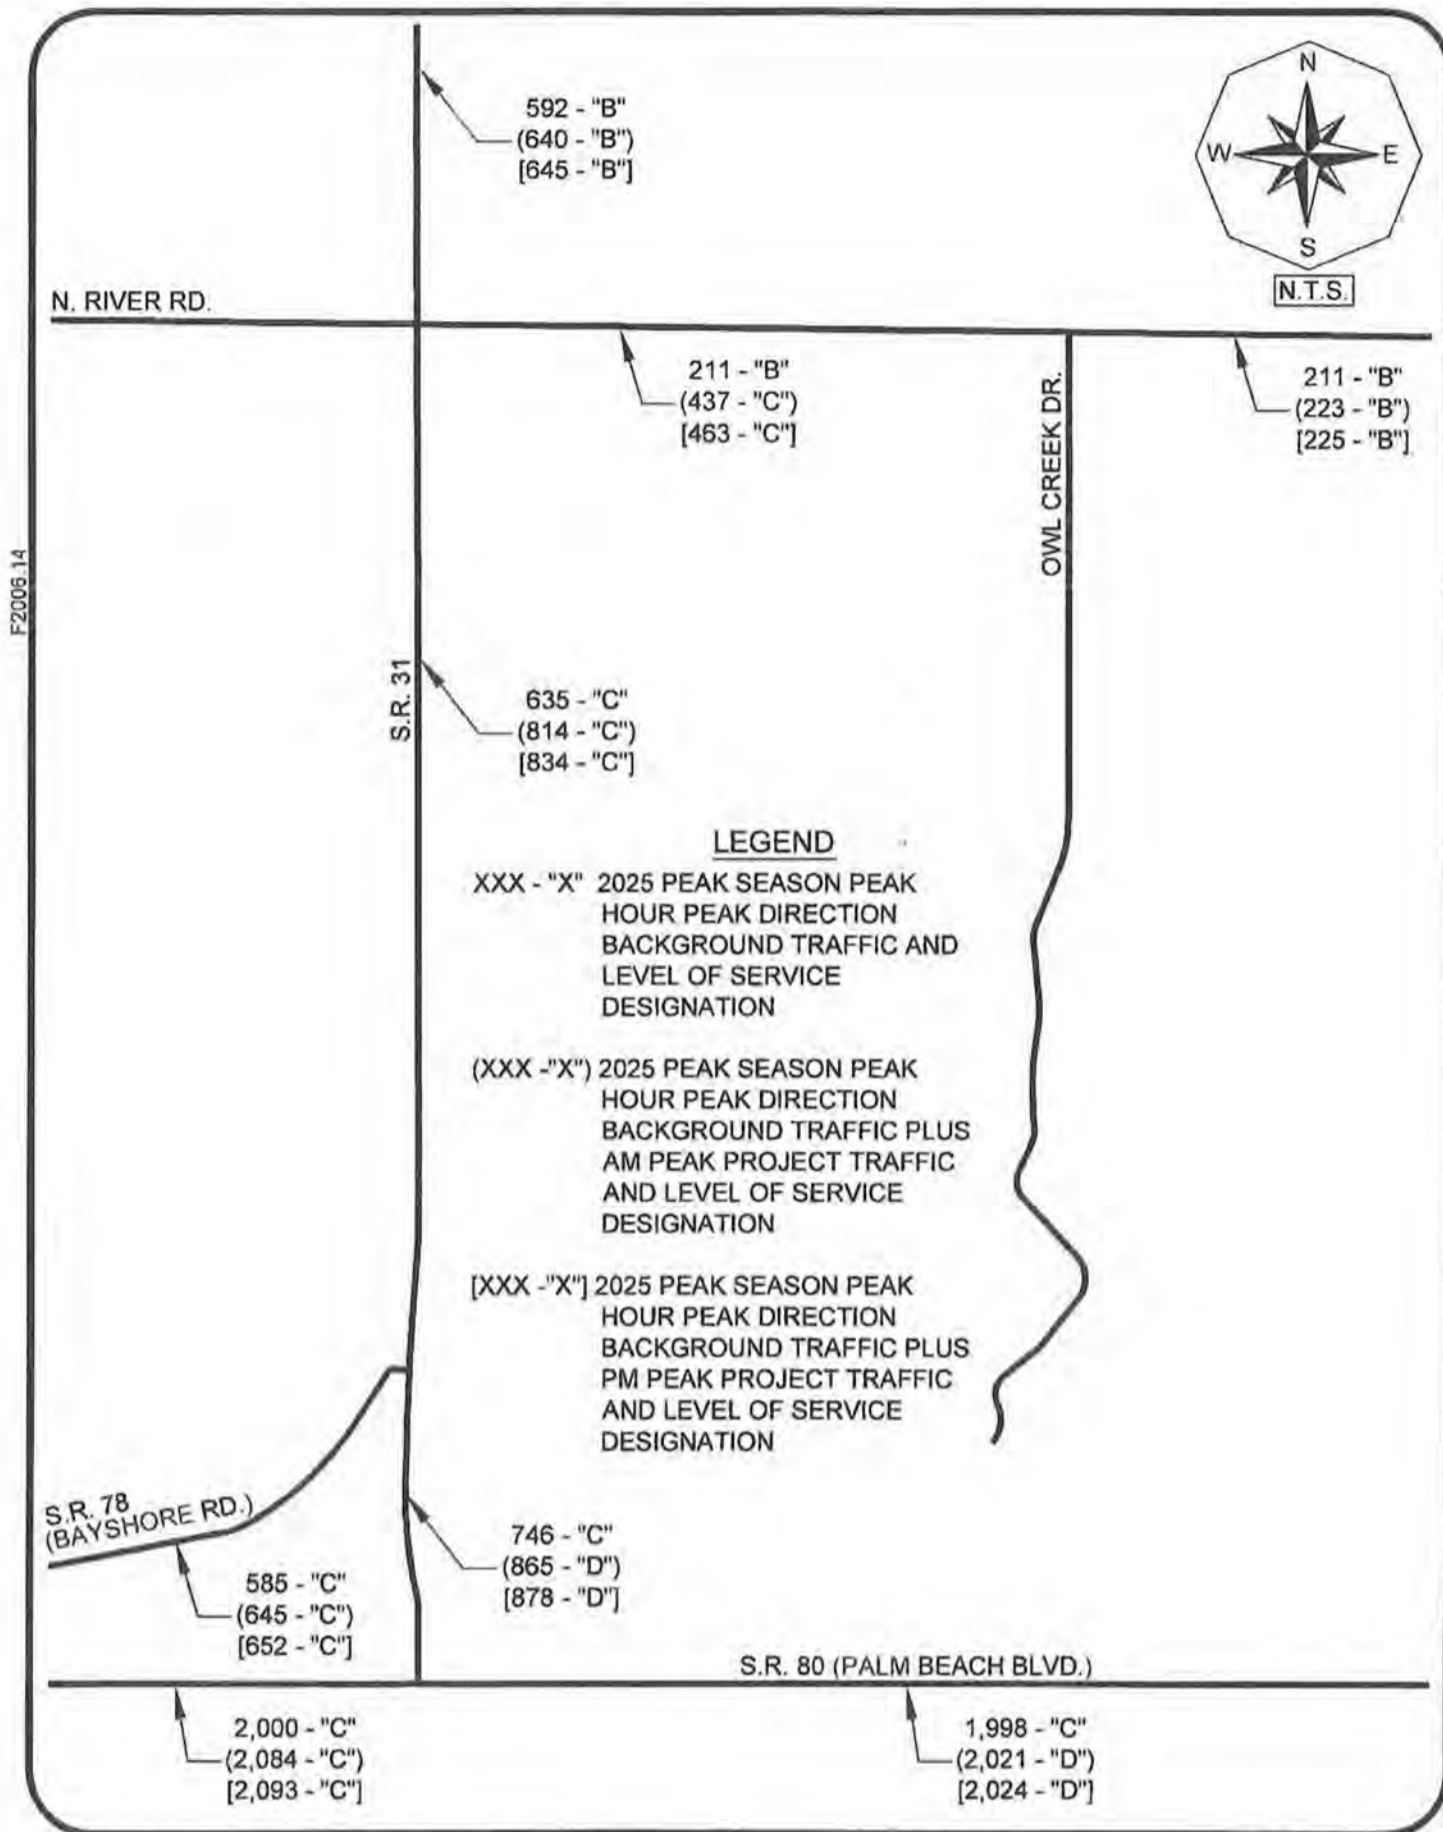 592 - "B"
(640 - "B")
[645 - "B"]
N
W
E
S
N.T.S.
N. RIVER RD.
211 - "B"
(437 - "C")
[463 - "C"]
OWL CREEK DR.
211 - "B"
(223 - "B")
[225 - "B"]
F2006.14
S.R. 31
635 - "C"
(814 - "C")
[834 - "C"]
LEGEND
XXX - "X" 2025 PEAK SEASON PEAK
HOUR PEAK DIRECTION
BACKGROUND TRAFFIC AND
LEVEL OF SERVICE
DESIGNATION
(XXX -"X") 2025 PEAK SEASON PEAK
HOUR PEAK DIRECTION
BACKGROUND TRAFFIC PLUS
AM PEAK PROJECT TRAFFIC
AND LEVEL OF SERVICE
DESIGNATION
[XXX -"X"] 2025 PEAK SEASON PEAK
HOUR PEAK DIRECTION
BACKGROUND TRAFFIC PLUS
PM PEAK PROJECT TRAFFIC
AND LEVEL OF SERVICE
DESIGNATION
S.R. 78
(BAYSHORE RD.)
585 - "C"
(645 - "C")
[652 - "C"]
746 - "C"
(865 - "D")
[878 - "D"]
S.R. 80 (PALM BEACH BLVD.)
2,000 - "C"
(2,084 - "C")
[2,093 - "C"]
1,998 - "C"
(2,021 - "D")
[2,024 - "D"]